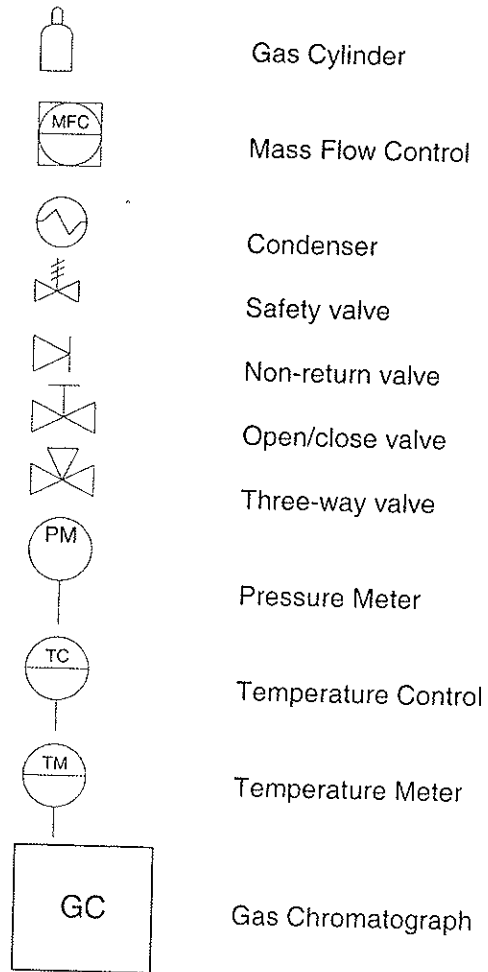 Gas Cylinder
MFC
Mass Flow Control
Condenser
Safety valve
Non-return valve
Open/close valve
Three-way valve
PM
Pressure Meter
TC
Temperature Control
TM
Temperature Meter
GC
Gas Chromatograph